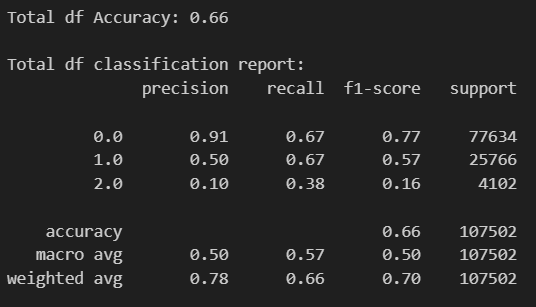 Total df Accuracy: 0.66
Total df classification report:
precision recall f1-score support
0.0 0.91 0.67 0.77 77634
1.0 0.50 0.67 0.57 25766
2.0 0.10 0.38 0.16 4102
accuracy 0.66 107502
macro avg 0.50 0.57 0.50 107502
weighted avg 0.78 0.66 0.70 107502